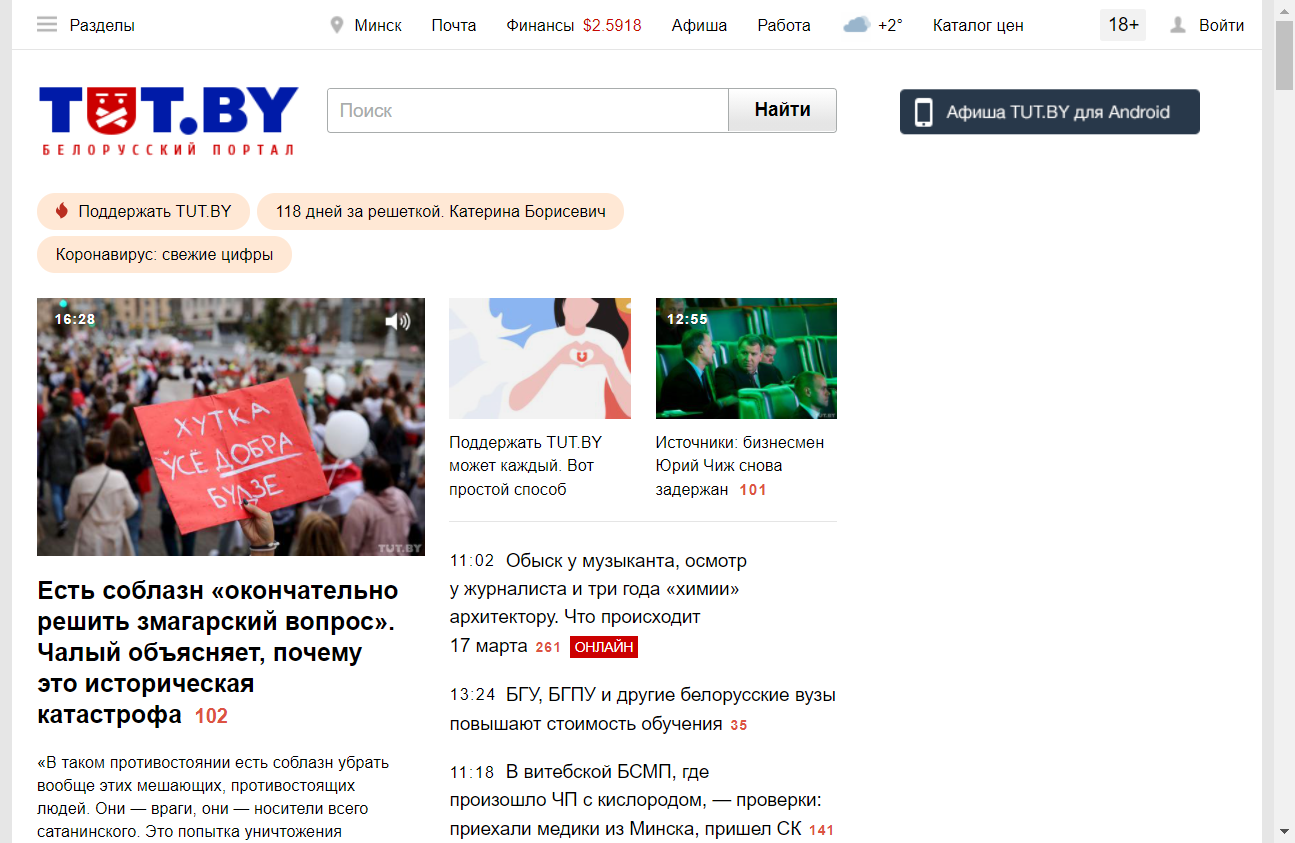 Разделы
Минск
Почта
Финансы $2.5918
Афиша
Работа
+2°
Каталог цен
18+
Войти
TUT.BY
БЕЛОРУССКИЙ ПОРТАЛ
Поиск
Найти
Афиша TUT.BY для Android
Поддержать TUT.BY
118 дней за решеткой. Катерина Борисевич
Коронавирус: свежие цифры
16:28
ХУТКА
ЎСЁ ДОБРА
БУДЗЕ
TUT.BY
Есть соблазн «окончательно
решить змагарский вопрос».
Чалый объясняет, почему
это историческая
катастрофа 102
«В таком противостоянии есть соблазн убрать
вообще этих мешающих, противостоящих
людей. Они — враги, они — носители всего
сатанинского. Это попытка уничтожения
Поддержать TUT.BY
может каждый. Вот
простой способ
12:55
TUT.BY
Источники: бизнесмен
Юрий Чиж снова
задержан 101
11:02 Обыск у музыканта, осмотр
у журналиста и три года «химии»
архитектору. Что происходит
17 марта 261 ОНЛАЙН
13:24 БГУ, БГПУ и другие белорусские вузы
повышают стоимость обучения 35
11:18 В витебской БСМП, где
произошло ЧП с кислородом, — проверки:
приехали медики из Минска, пришел СК 141